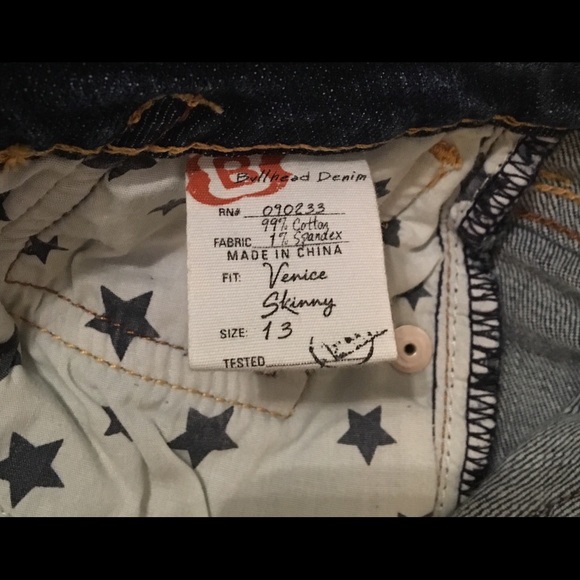 B
Bullhead Denim
RN# 090233
99% Cotton
FABRIC 1% Spandex
MADE IN CHINA
FIT: Venice
Skinny
SIZE: 13
TESTED